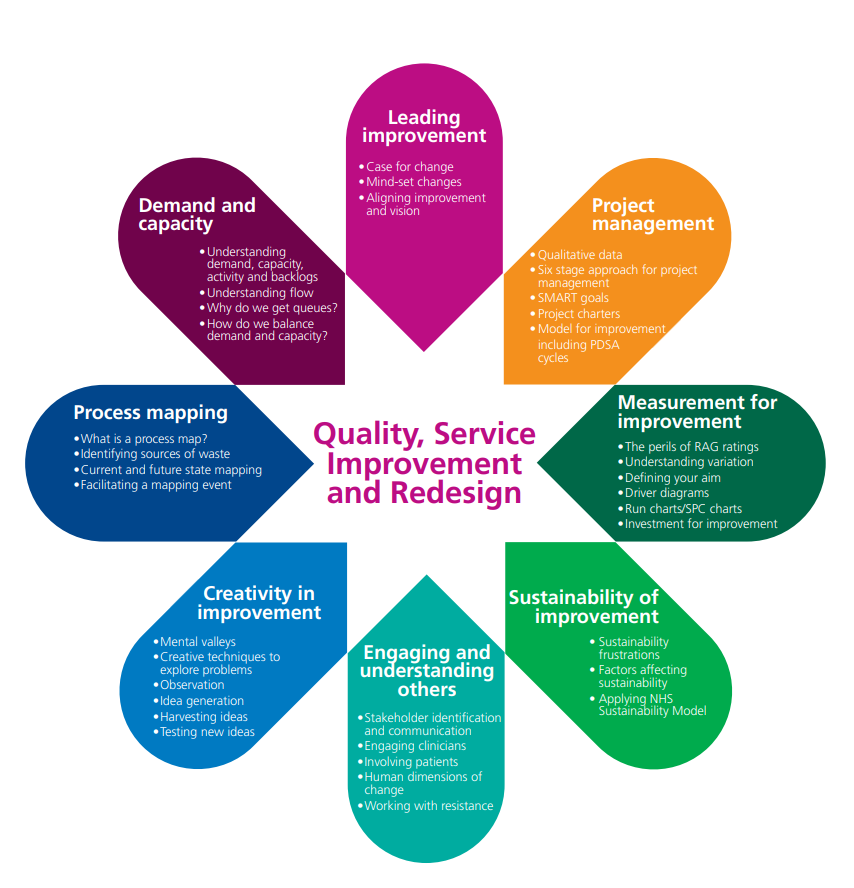 Leading
improvement
• Case for change
• Mind-set changes
• Aligning improvement
and vision
Project
management
• Qualitative data
• Six stage approach for project
management
• SMART goals
• Project charters
• Model for improvement
including PDSA
cycles
Measurement for
improvement
• The perils of RAG ratings
• Understanding variation
• Defining your aim
• Driver diagrams
• Run charts/SPC charts
• Investment for improvement
Sustainability of
improvement
• Sustainability
frustrations
• Factors affecting
sustainability
• Applying NHS
Sustainability Model
Engaging and
understanding
others
• Stakeholder identification
and communication
• Engaging clinicians
• Involving patients
• Human dimensions of
change
• Working with resistance
Creativity in
improvement
• Mental valleys
• Creative techniques to
explore problems
• Observation
• Idea generation
• Harvesting ideas
• Testing new ideas
Process mapping
• What is a process map?
• Identifying sources of waste
• Current and future state mapping
• Facilitating a mapping event
Demand and
capacity
• Understanding
demand, capacity,
activity and backlogs
• Understanding flow
• Why do we get queues?
• How do we balance
demand and capacity?
Quality, Service
Improvement
and Redesign